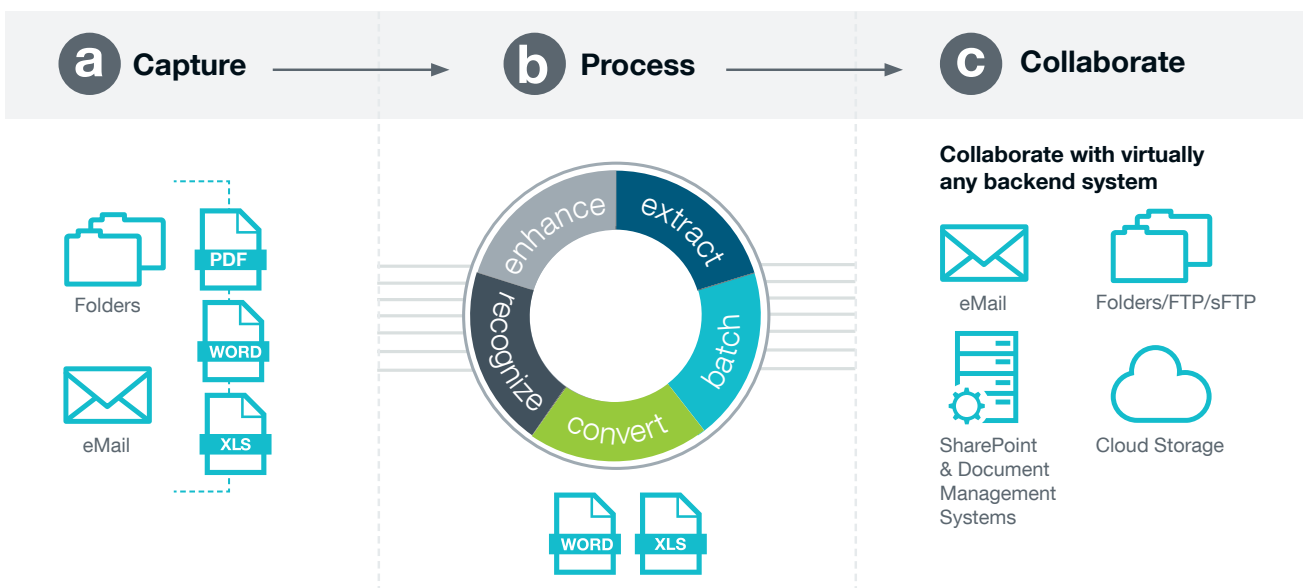 a Capture
b Process
c Collaborate
Folders
eMail
PDF
WORD
XLS
enhance
extract
batch
convert
recognize
WORD
XLS
Collaborate with virtually
any backend system
eMail
Folders/FTP/sFTP
SharePoint
& Document
Management
Systems
Cloud Storage